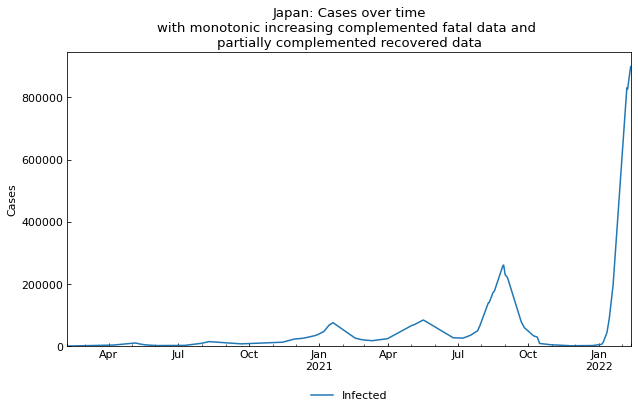 Japan: Cases over time
with monotonic increasing complemented fatal data and
partially complemented recovered data
800000
600000
400000
200000
0
Cases
Apr Jul Oct Jan Apr Jul Oct Jan
2021 2022
Infected